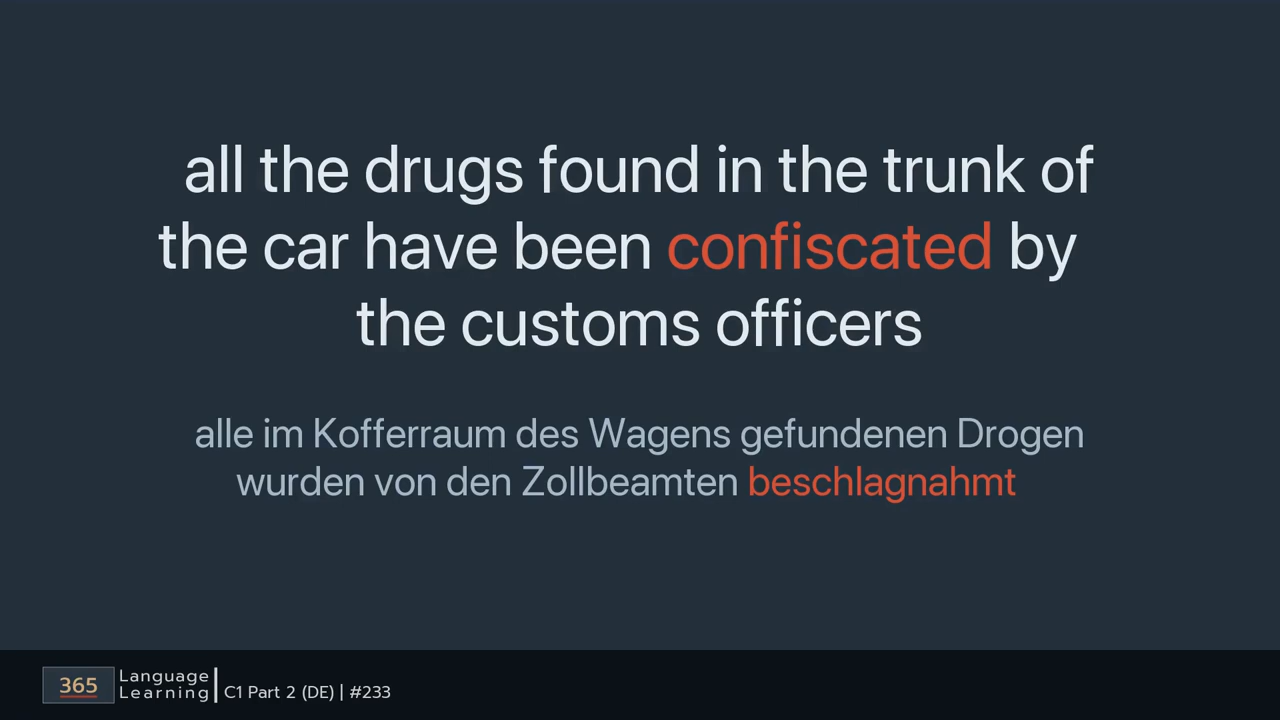 all the drugs found in the trunk of
the car have been confiscated by
the customs officers
alle im Kofferraum des Wagens gefundenen Drogen
wurden von den Zollbeamten beschlagnahmt
365
Language
Learning
C1 Part 2 (DE) | #233